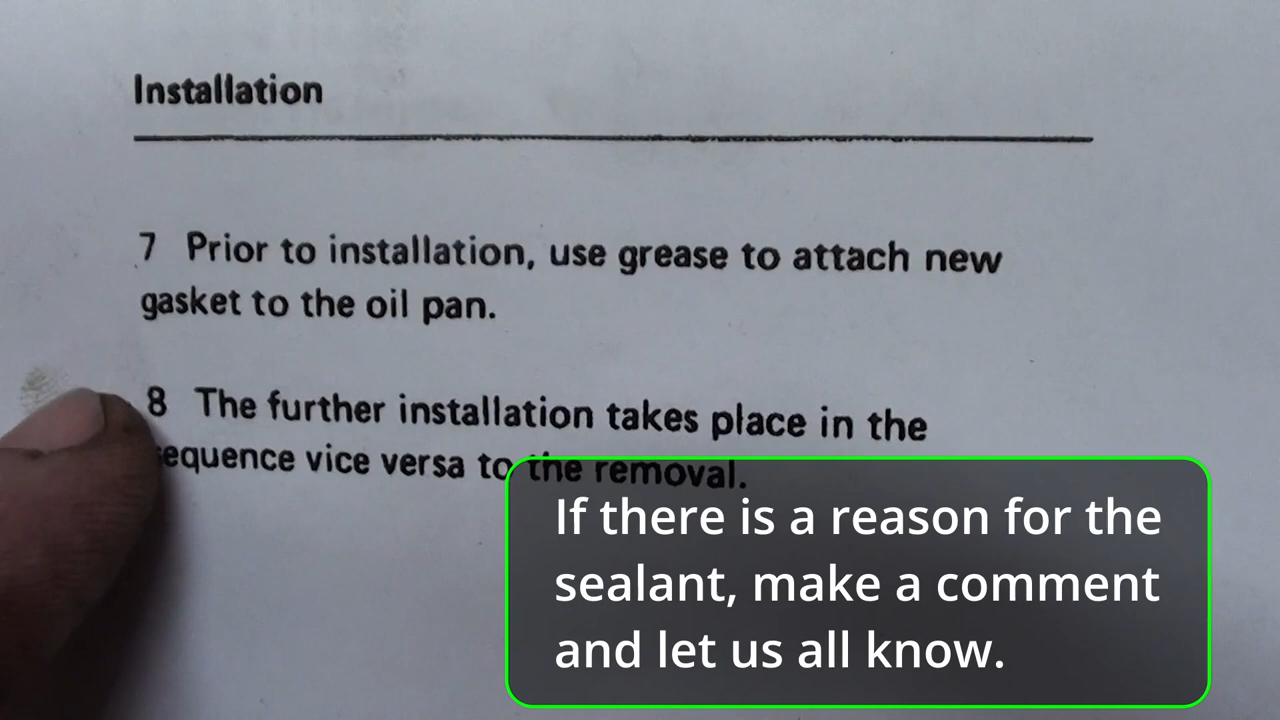 Installation
7 Prior to installation, use grease to attach new
gasket to the oil pan.
8 The further installation takes place in the
sequence vice versa to the removal.
If there is a reason for the
sealant, make a comment
and let us all know.